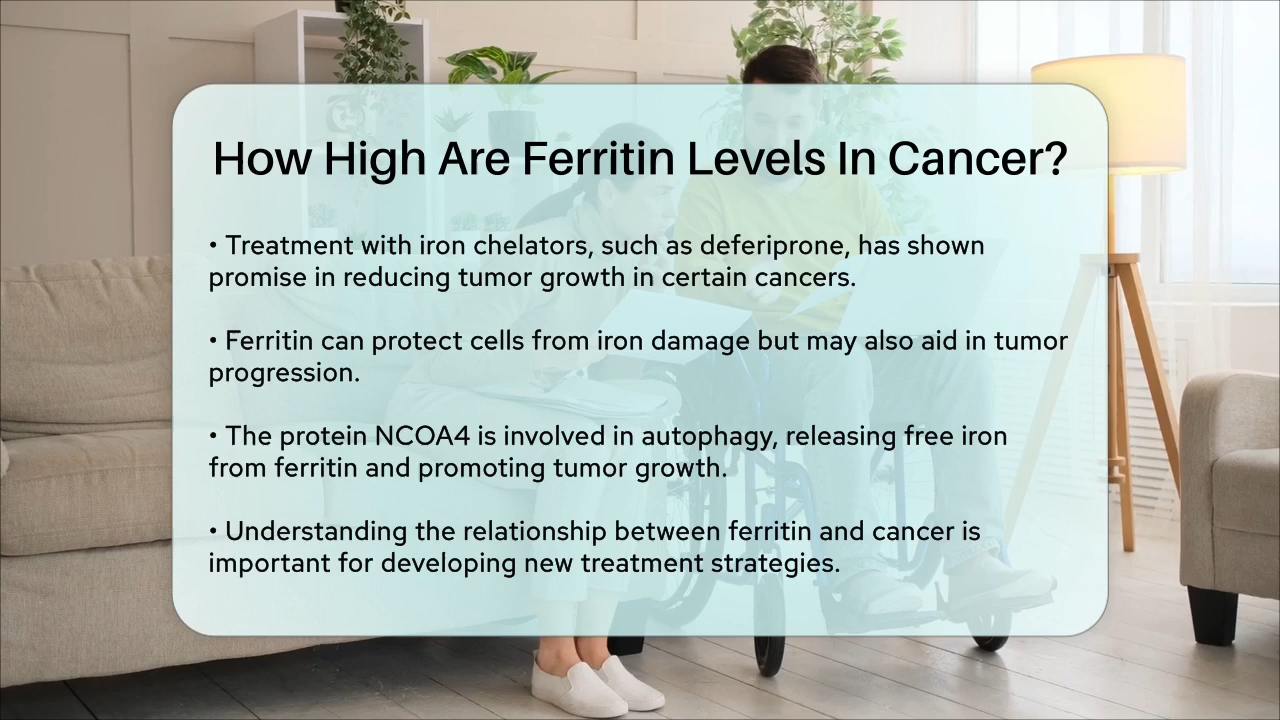 How High Are Ferritin Levels In Cancer?
• Treatment with iron chelators, such as deferiprone, has shown
promise in reducing tumor growth in certain cancers.
• Ferritin can protect cells from iron damage but may also aid in tumor
progression.
• The protein NCOA4 is involved in autophagy, releasing free iron
from ferritin and promoting tumor growth.
• Understanding the relationship between ferritin and cancer is
important for developing new treatment strategies.